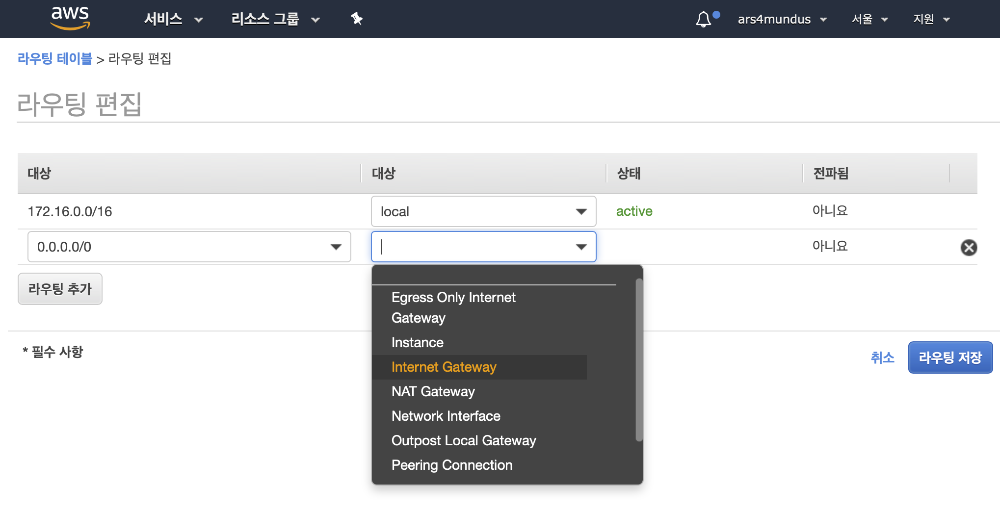 aws 서비스 리소스 그룹 ars4mundus 서울 지원
라우팅 테이블 > 라우팅 편집
라우팅 편집
대상 대상 상태 전파됨
172.16.0.0/16 local active 아니요
0.0.0.0/0 아니요
라우팅 추가
Egress Only Internet
Gateway
Instance
Internet Gateway
NAT Gateway
Network Interface
Outpost Local Gateway
Peering Connection
* 필수 사항
취소 라우팅 저장